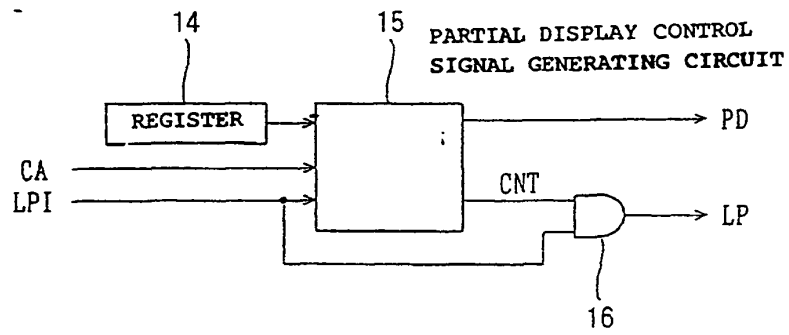 14
15
PARTIAL DISPLAY CONTROL
SIGNAL GENERATING CIRCUIT
REGISTER
PD
CA
CNT
LPI
LP
16